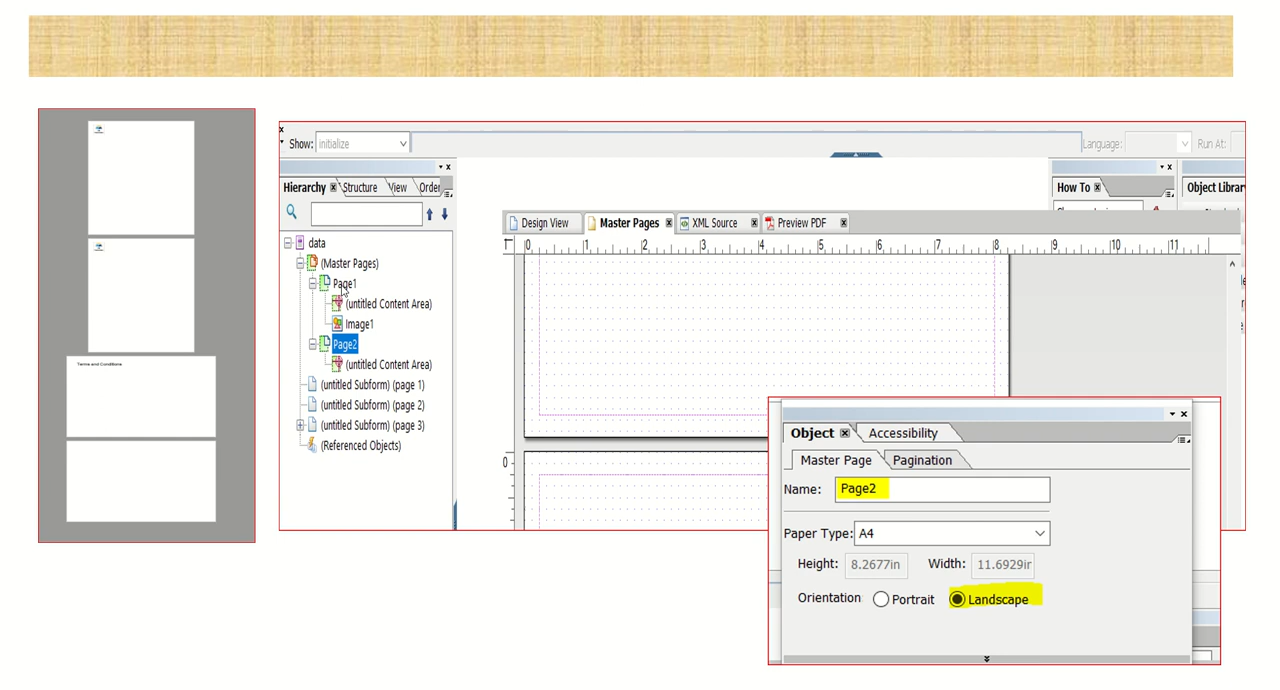 Terms and Conditions
Show: initialize
Language:
Run At:
Hierarchy Structure View Order
How To
Object Librar
Design View Master Pages XML Source Preview PDF
0 1 2 3 4 5 6 7 8 9 10 11
data
(Master Pages)
Page1
(untitled Content Area)
Image1
Page2
(untitled Content Area)
(untitled Subform) (page 1)
(untitled Subform) (page 2)
(untitled Subform) (page 3)
(Referenced Objects)
0
Object Accessibility
Master Page Pagination
Name: Page2
Paper Type: A4
Height: 8.2677in Width: 11.6929in
Orientation: Portrait Landscape